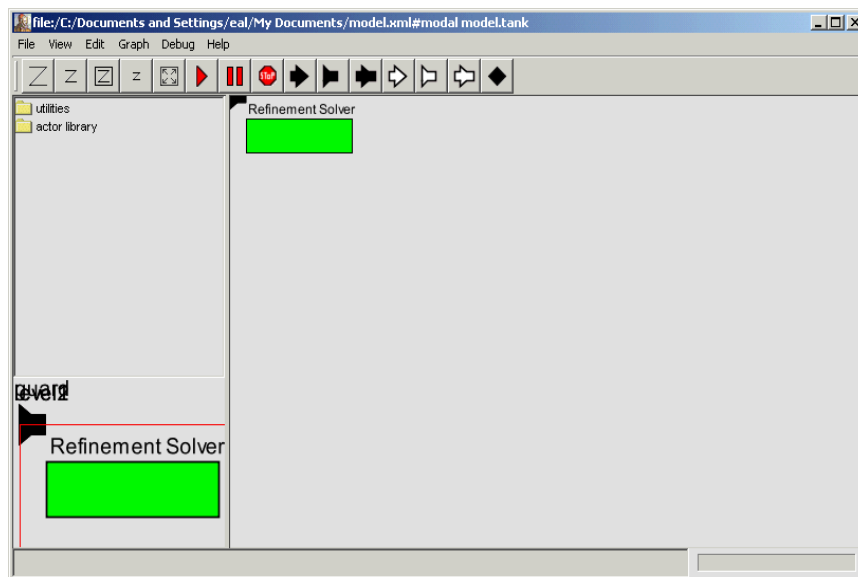 file:/C:/Documents and Settings/eal/My Documents/model.xml#modal model.tank
File View Edit Graph Debug Help
Z Z Z z STOP
utilities
actor library
Refinement Solver
Refinement Solver